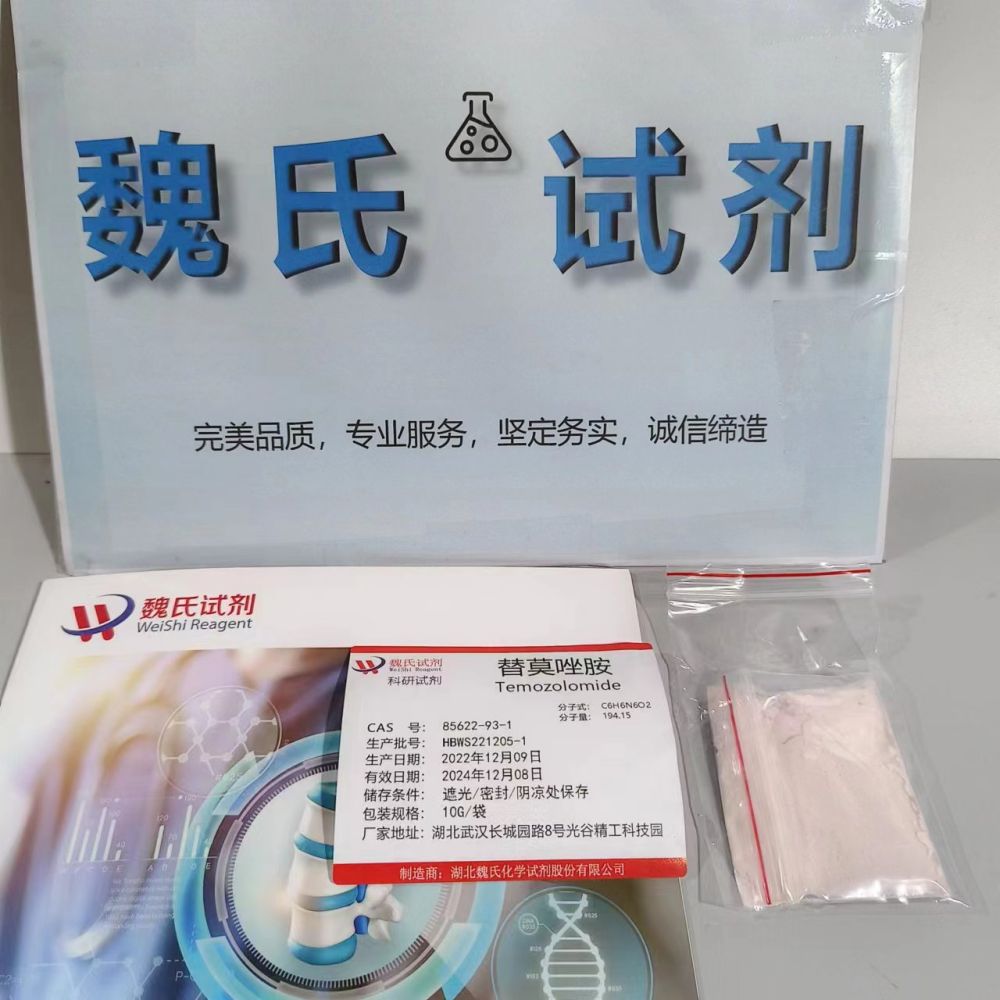 魏氏试剂
完美品质，专业服务，坚定务实，诚信缔造
魏氏试剂
WeiShi Reagent
魏氏试剂
WeiShi Reagent
科研试剂
替莫唑胺
Temozolomide
分子式： C6H6N6O2
分子量： 194.15
CAS 号： 85622-93-1
生产批号： HBWS221205-1
生产日期： 2022年12月09日
有效日期： 2024年12月08日
储存条件： 遮光/密封/阴凉处保存
包装规格： 10G/袋
厂家地址： 湖北武汉长城园路8号光谷精工科技园
制造商：湖北魏氏化学试剂股份有限公司